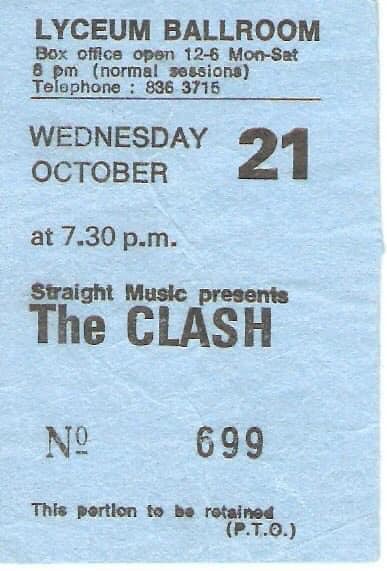 LYCEUM BALLROOM
Box office open 12-6 Mon-Sat
6 pm (normal sessions)
Telephone : 836 3715
WEDNESDAY 21
OCTOBER
at 7.30 p.m.
Straight Music presents
The CLASH
Nº 699
This portion to be retained
(P.T.O.)